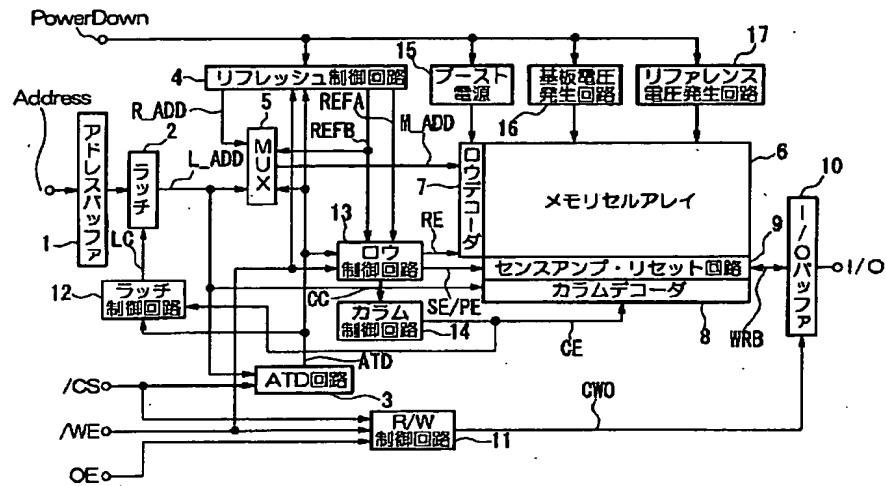 PowerDown
4
リフレッシュ制御回路
15
ブースト
電源
基板電圧
発生回路
16
17
リファレンス
電圧発生回路
Address
R_ADD
5
REFA
REFB
M_ADD
MUX
アドレスバッファ
1
2
ラッチ
L_ADD
LC
7
ロウデコーダ
メモリセルアレイ
6
10
I/Oバッファ
I/O
13
ロウ
制御回路
RE
9
センスアンプ・リセット回路
12
ラッチ
制御回路
CC
SE/PE
カラムデコーダ
8
WRB
カラム
制御回路
14
CE
ATD
/CS
ATD回路
3
/WE
R/W
制御回路
11
CWO
OE